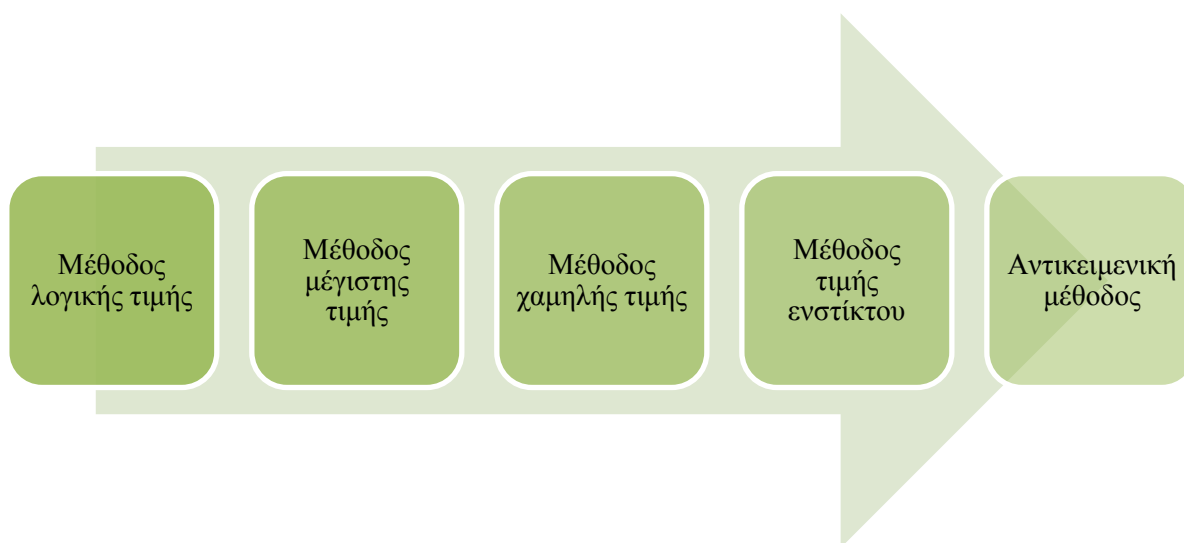 Μέθοδος
λογικής τιμής
Μέθοδος
μέγιστης
τιμής
Μέθοδος
χαμηλής τιμής
Μέθοδος
τιμής
ενστίκτου
Αντικειμενική
μέθοδος